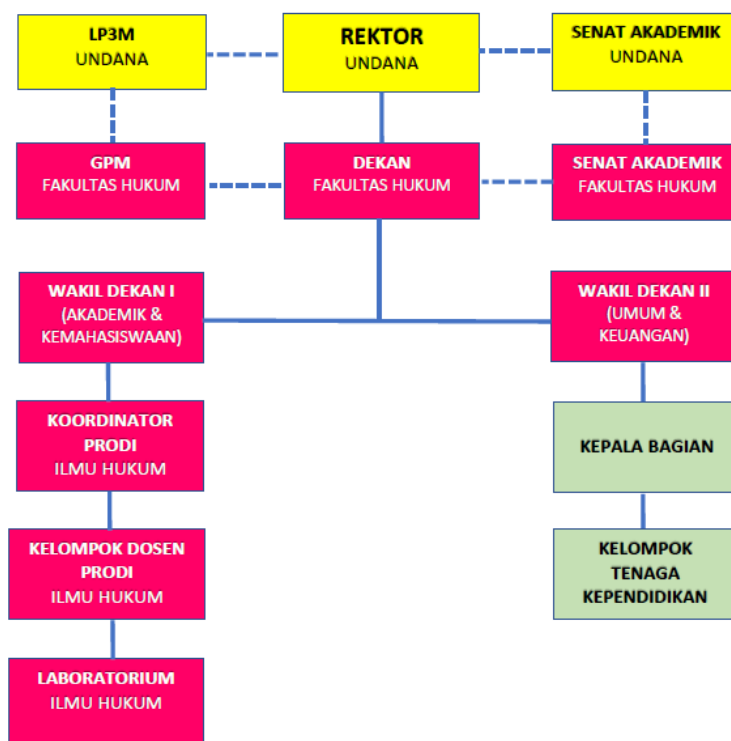 LP3M
UNDANA
REKTOR
UNDANA
SENAT AKADEMIK
UNDANA
GPM
FAKULTAS HUKUM
DEKAN
FAKULTAS HUKUM
SENAT AKADEMIK
FAKULTAS HUKUM
WAKIL DEKAN I
(AKADEMIK &
KEMAHASISWAAN)
WAKIL DEKAN II
(UMUM &
KEUANGAN)
KOORDINATOR
PRODI
ILMU HUKUM
KEPALA BAGIAN
KELOMPOK DOSEN
PRODI
ILMU HUKUM
KELOMPOK
TENAGA
KEPENDIDIKAN
LABORATORIUM
ILMU HUKUM